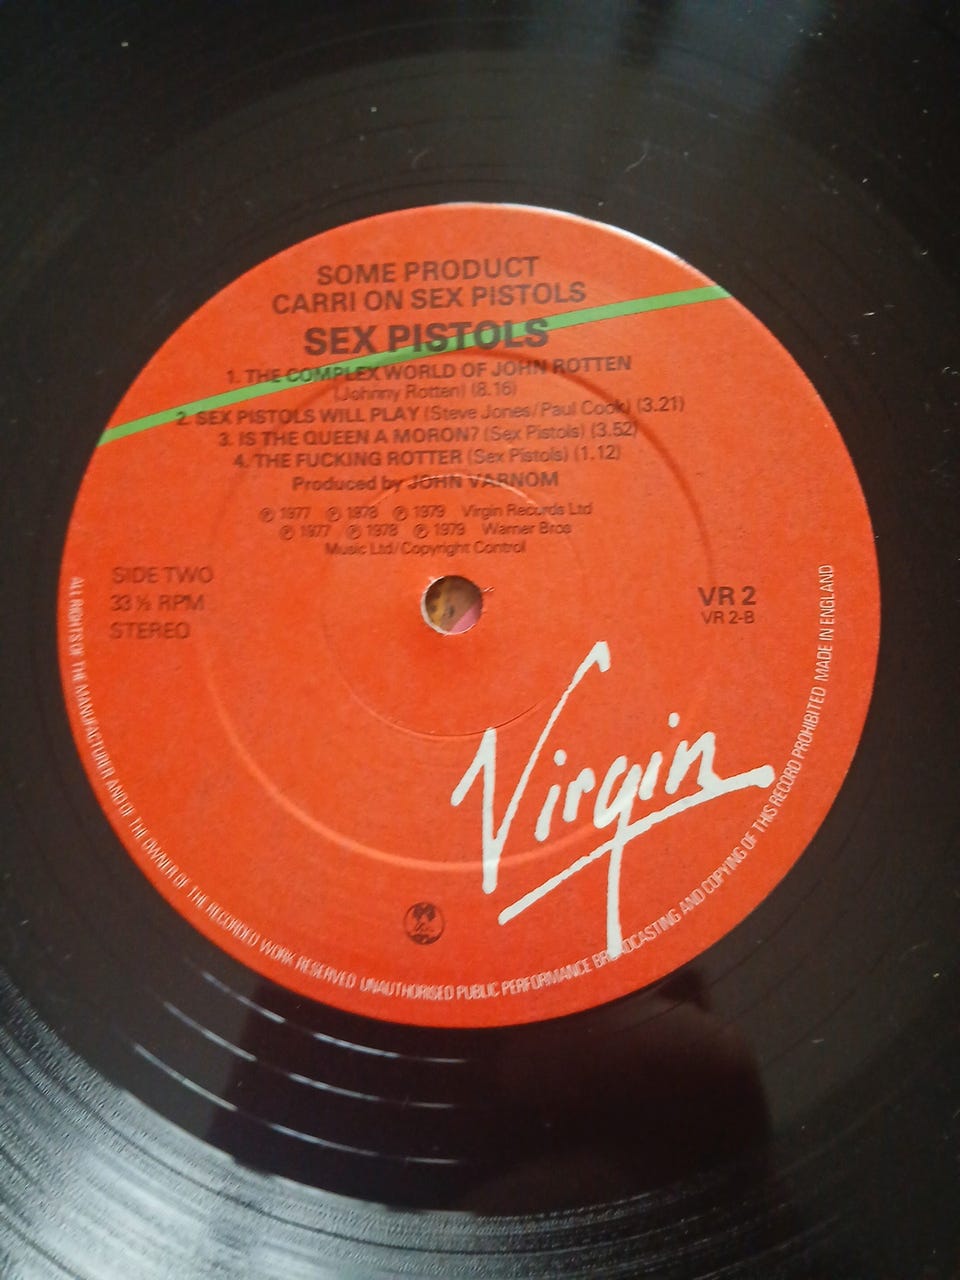 SOME PRODUCT
CARRI ON SEX PISTOLS
SEX PISTOLS
1. THE COMPLEX WORLD OF JOHN ROTTEN
(Johnny Rotten) (8.16)
2. SEX PISTOLS WILL PLAY (Steve Jones/Paul Cook) (3.21)
3. IS THE QUEEN A MORON? (Sex Pistols) (3.52)
4. THE FUCKING ROTTER (Sex Pistols) (1.12)
Produced by JOHN VARNOM
℗ 1977 ℗ 1978 ℗ 1979 Virgin Records Ltd
℗ 1977 ℗ 1978 ℗ 1979 Warner Bros
Music Ltd/Copyright Control
SIDE TWO
33⅓ RPM
STEREO
VR 2
VR 2-B
Virgin
ALL RIGHTS OF THE MANUFACTURER AND OF THE OWNER OF THE RECORDED WORK RESERVED UNAUTHORISED PUBLIC PERFORMANCE BROADCASTING AND COPYING OF THIS RECORD PROHIBITED MADE IN ENGLAND